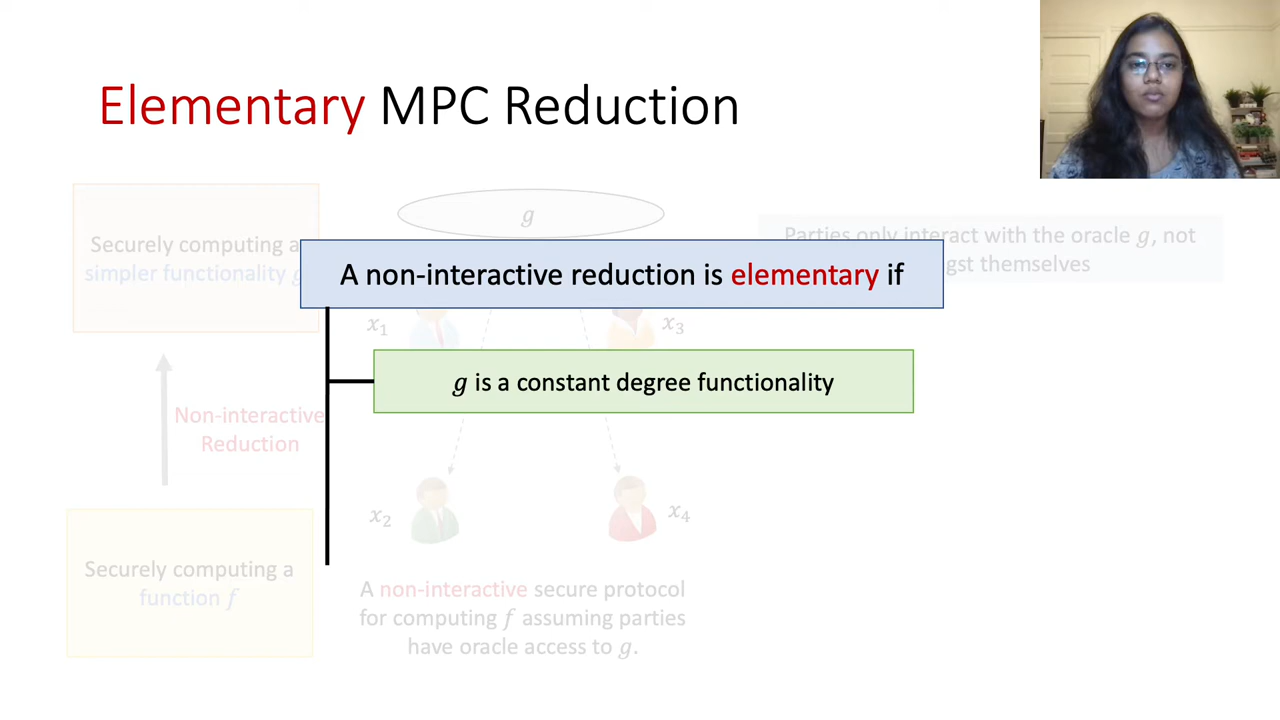 Elementary MPC Reduction
g
Securely computing a
simpler functionality g
Parties only interact with the oracle g, not
gst themselves
A non-interactive reduction is elementary if
x₁
x₃
g is a constant degree functionality
Non-interactive
Reduction
x₂
x₄
Securely computing a
function f
A non-interactive secure protocol
for computing f assuming parties
have oracle access to g.